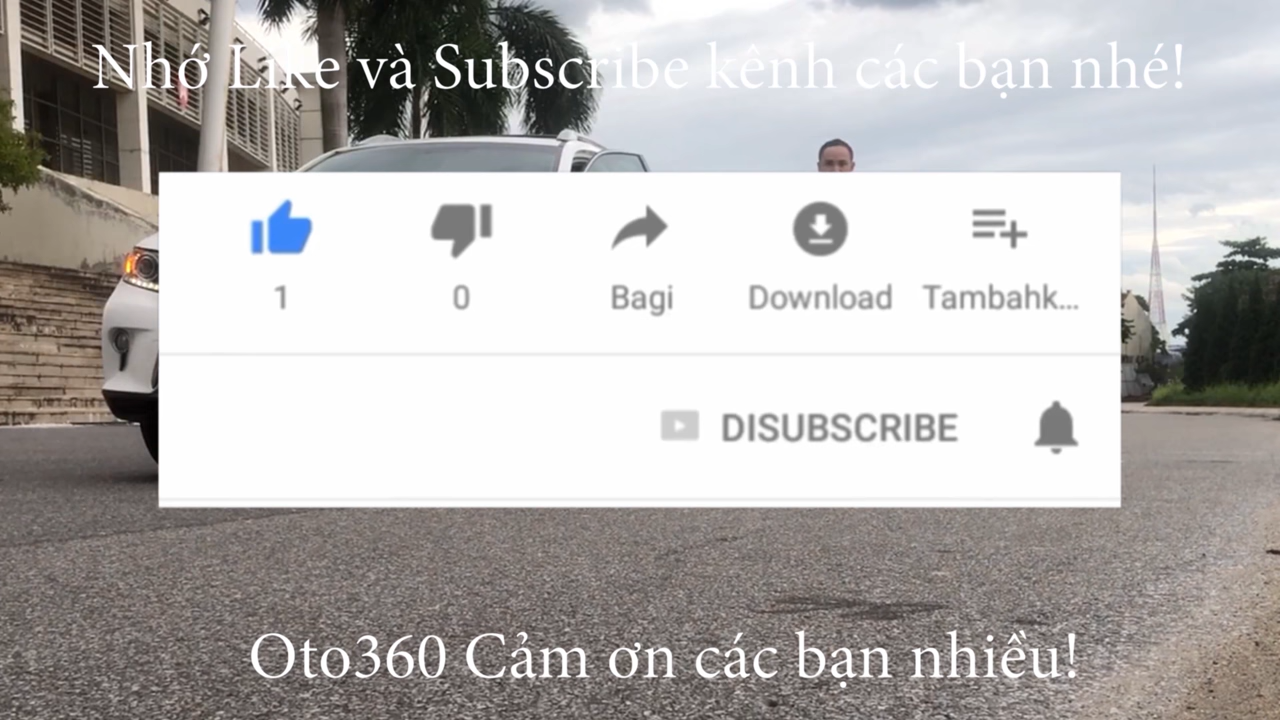 Nhớ Like và Subscribe kênh các bạn nhé!
1 0 Bagi Download Tambahk...
DISUBSCRIBE
Oto360 Cảm ơn các bạn nhiều!